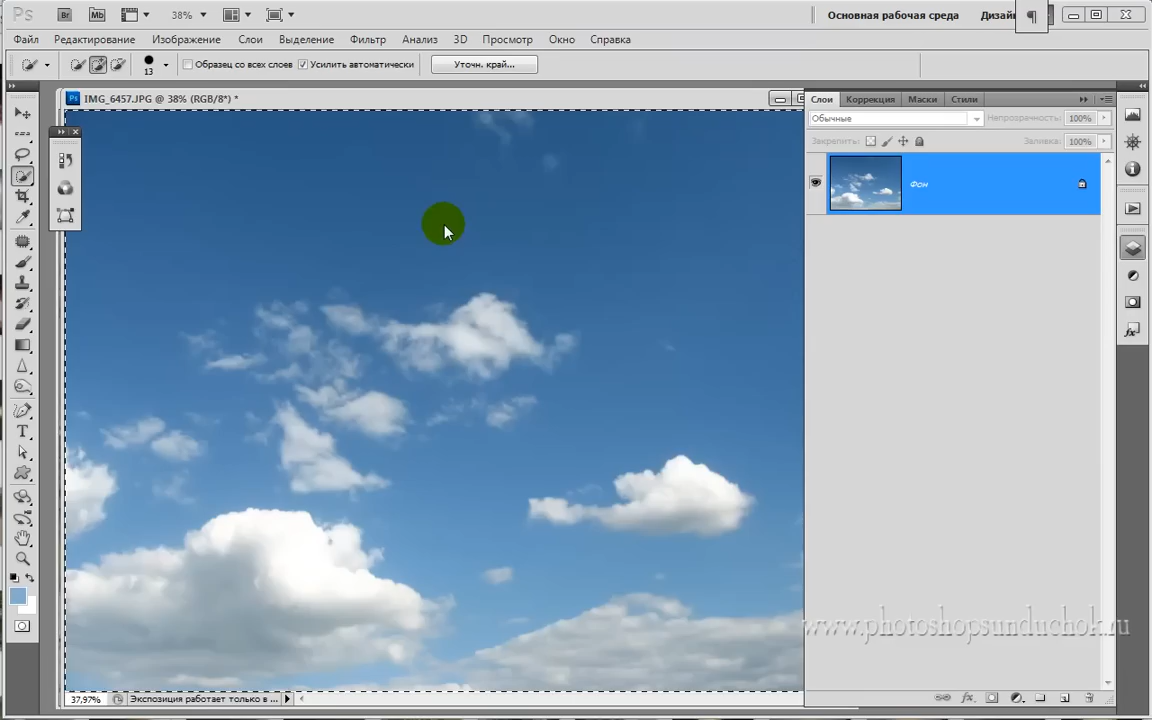 Ps Br Mb 38% Основная рабочая среда Дизайн
Файл Редактирование Изображение Слои Выделение Фильтр Анализ 3D Просмотр Окно Справка
13 Образец со всех слоев Усилить автоматически Уточн. край...
Ps IMG_6457.JPG @ 38% (RGB/8*) *
Слои Коррекция Маски Стили
Обычные Непрозрачность: 100%
Закрепить: Заливка: 100%
Фон
www.photoshopsunduchok.ru
37,97% Экспозиция работает только в ...